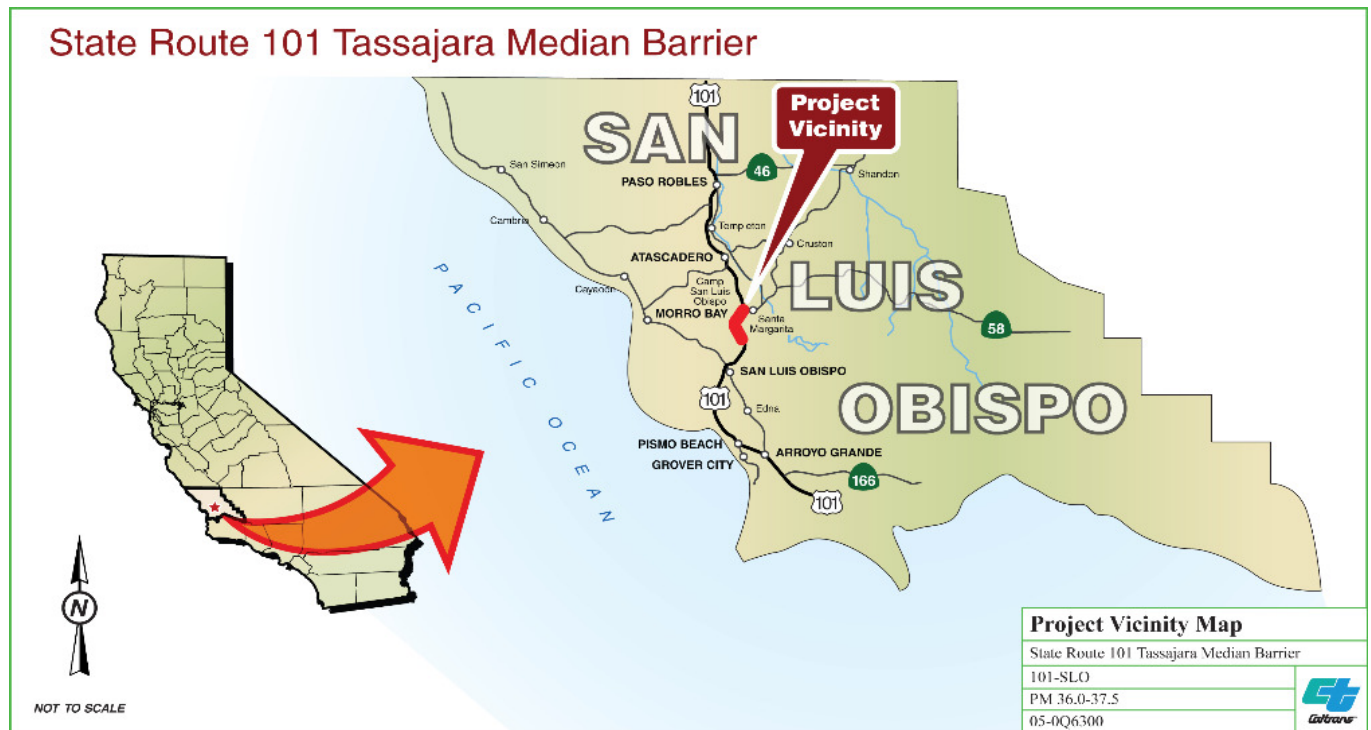 State Route 101 Tassajara Median Barrier
101
Project
Vicinity
SAN
San Simeon
46
Shandon
PASO ROBLES
Cambria
Templeton
Cruston
ATASCADERO
LUIS
Camp
San Luis
Obispo
Cayucos
MORRO BAY
Santa
Margarita
58
PACIFIC OCEAN
SAN LUIS OBISPO
101
Edna
OBISPO
PISMO BEACH
ARROYO GRANDE
GROVER CITY
166
101
N
NOT TO SCALE
Project Vicinity Map
State Route 101 Tassajara Median Barrier
101-SLO
PM 36.0-37.5
05-0Q6300
ct
Caltrans